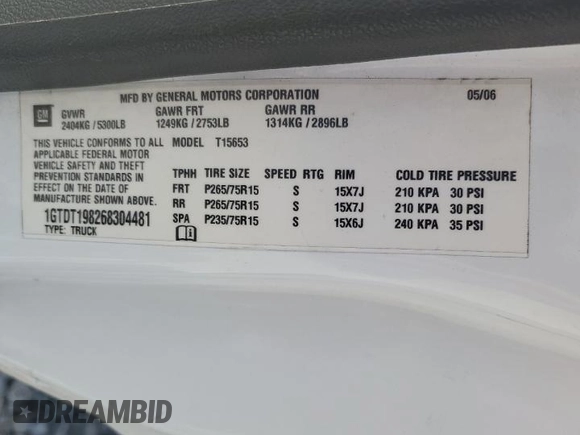 MFD BY GENERAL MOTORS CORPORATION 05/06
GM GVWR GAWR FRT GAWR RR
2404KG / 5300LB 1249KG / 2753LB 1314KG / 2896LB
THIS VEHICLE CONFORMS TO ALL MODEL T15653
APPLICABLE FEDERAL MOTOR
VEHICLE SAFETY AND THEFT
PREVENTION STANDARDS IN
EFFECT ON THE DATE OF
MANUFACTURE SHOWN ABOVE.
1GTDT198268304481
TYPE: TRUCK
TPHH TIRE SIZE SPEED RTG RIM COLD TIRE PRESSURE
FRT P265/75R15 S 15X7J 210 KPA 30 PSI
RR P265/75R15 S 15X7J 210 KPA 30 PSI
SPA P235/75R15 S 15X6J 240 KPA 35 PSI
DREAMBID